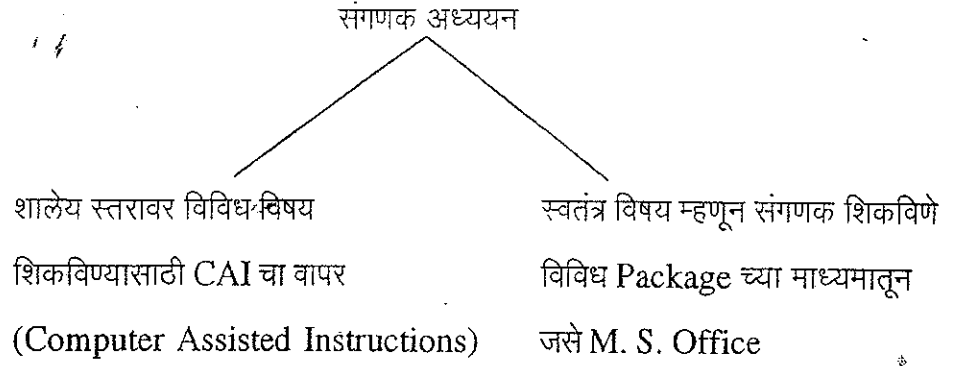 संगणक अध्ययन
शालेय स्तरावर विविध विषय
शिकविण्यासाठी CAI चा वापर
(Computer Assisted Instructions)
स्वतंत्र विषय म्हणून संगणक शिकविणे
विविध Package च्या माध्यमातून
जसे M. S. Office